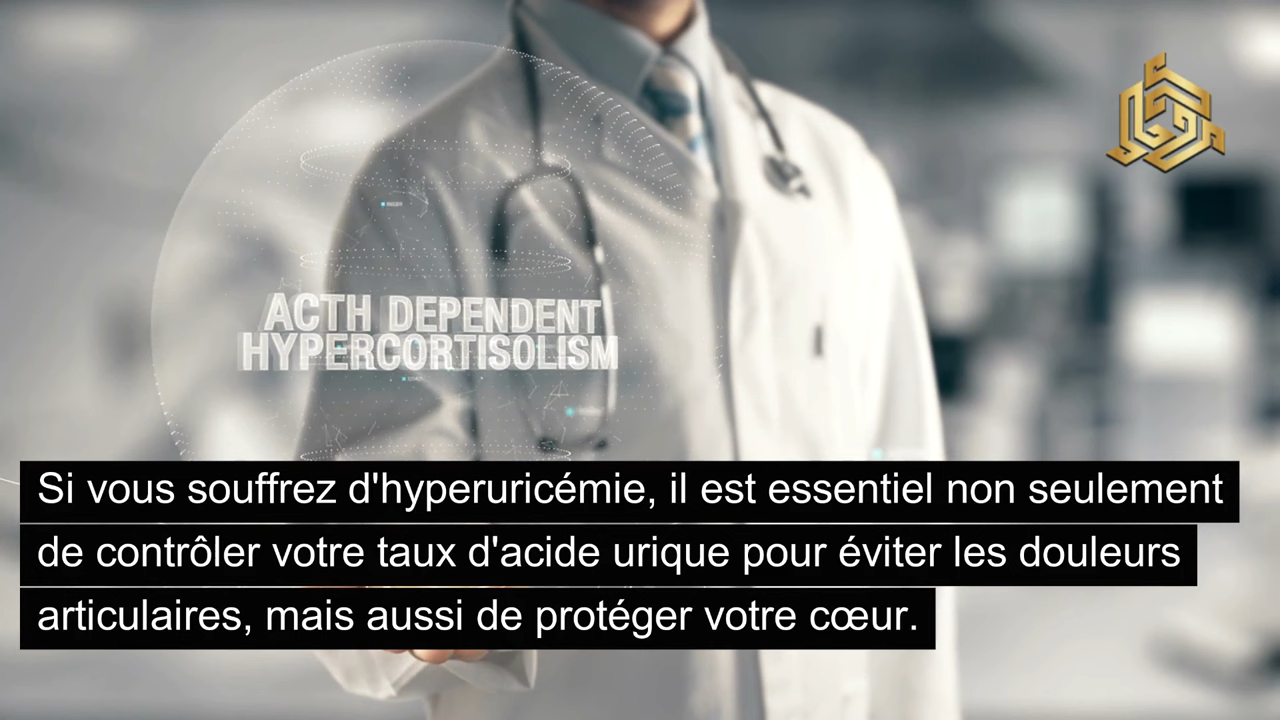 ACTH DEPENDENT
HYPERCORTISOLISM
Si vous souffrez d'hyperuricémie, il est essentiel non seulement
de contrôler votre taux d'acide urique pour éviter les douleurs
articulaires, mais aussi de protéger votre cœur.